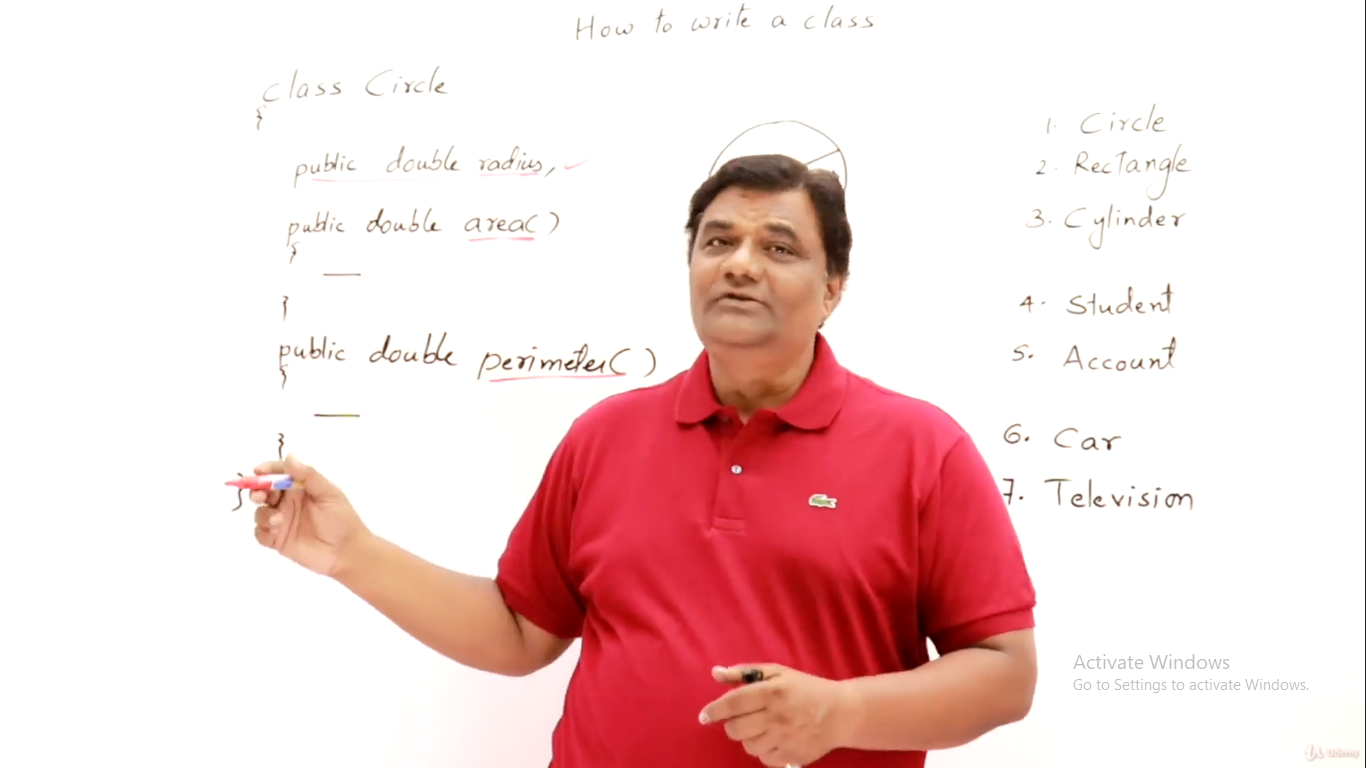 How to write a class
class Circle
{
public double radius,
public double area()
{
}
public double perimeter()
{
}
}
1. Circle
2. Rectangle
3. Cylinder
4. Student
5. Account
6. Car
7. Television
Activate Windows
Go to Settings to activate Windows.
Udemy